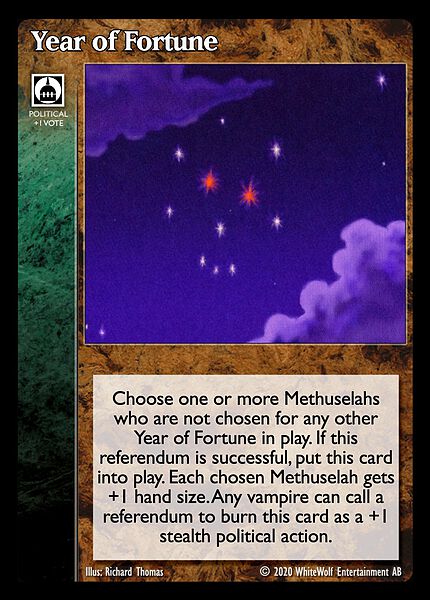 Year of Fortune
POLITICAL
+1 VOTE
Choose one or more Methuselahs
who are not chosen for any other
Year of Fortune in play. If this
referendum is successful, put this card
into play. Each chosen Methuselah gets
+1 hand size. Any vampire can call a
referendum to burn this card as a +1
stealth political action.
Illus: Richard Thomas
© 2020 WhiteWolf Entertainment AB